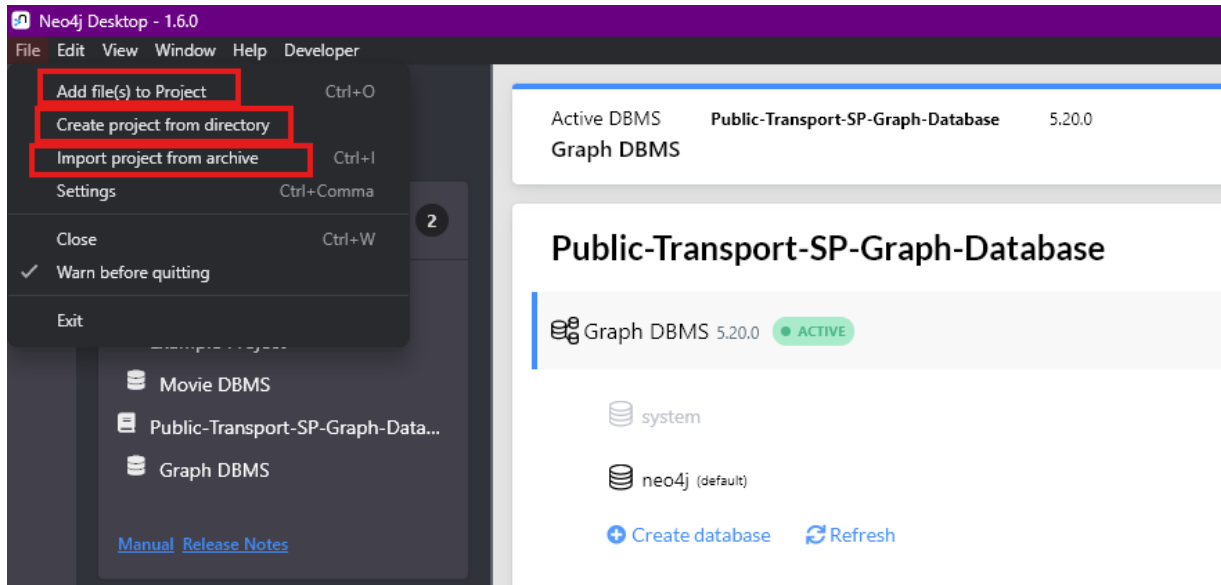 Neo4j Desktop - 1.6.0
File Edit View Window Help Developer
Add file(s) to Project Ctrl+O
Create project from directory
Import project from archive Ctrl+I
Settings Ctrl+Comma
Close Ctrl+W
Warn before quitting
Exit
2
Movie DBMS
Public-Transport-SP-Graph-Data...
Graph DBMS
Manual Release Notes
Active DBMS Public-Transport-SP-Graph-Database 5.20.0
Graph DBMS
Public-Transport-SP-Graph-Database
Graph DBMS 5.20.0 ACTIVE
system
neo4j (default)
Create database Refresh